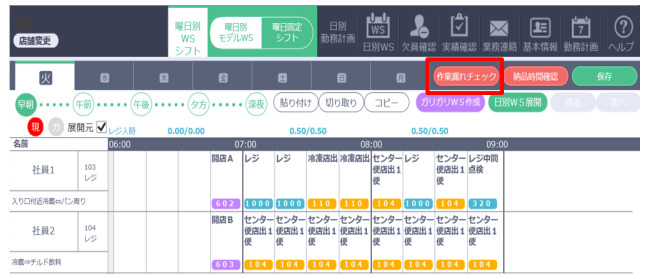 店舗変更
曜日別
WS
シフト
曜日別
モデルWS
曜日固定
シフト
日別
勤務計画
WS
日別WS
欠員確認
実績確認
業務連絡
基本情報
7
勤務計画
?
ヘルプ
火 水 木 金 土 日 月
作業漏れチェック
納品時間確認
保存
早朝 午前 午後 夕方 深夜
貼り付け 切り取り コピー
ガリガリWS作成
日別WS展開
戻る
次へ
現 ガ 展開元
レジ人時 0.00/0.00 0.50/0.50 0.50/0.50
名前 06:00 07:00 08:00 09:00
社員1
103
レジ
開店A レジ レジ 冷凍店出 冷凍店出 センター便店出1便 レジ センター便店出1便 レジ中間点検
入り口付近冷蔵⇔パン周り
602 1000 1000 110 110 104 1000 104 320
社員2
104
レジ
開店B センター便店出1便 センター便店出1便 センター便店出1便 センター便店出1便 センター便店出1便 センター便店出1便 センター便店出1便 センター便店出1便
冷蔵⇔チルド飲料
603 104 104 104 104 104 104 104 104